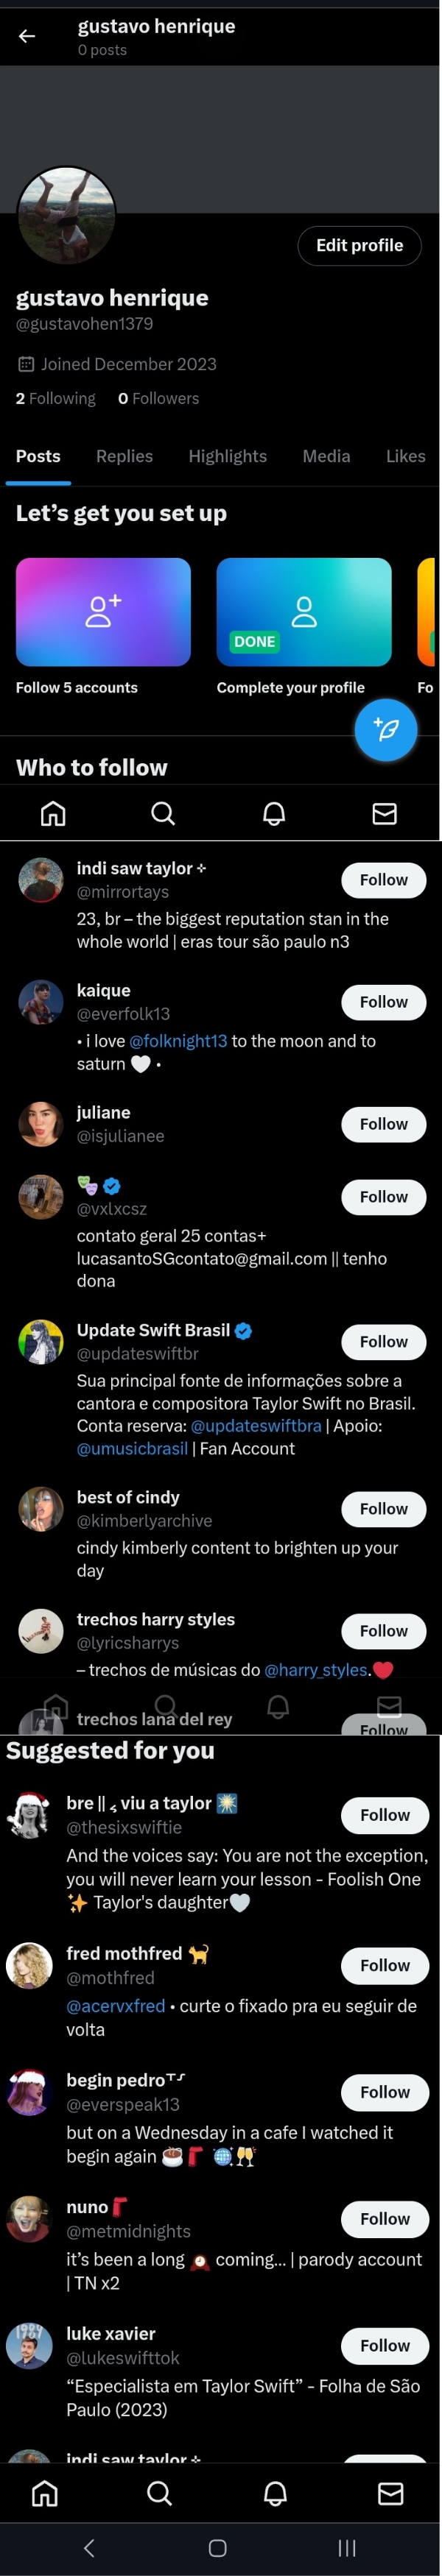 gustavo henrique
0 posts
Edit profile
gustavo henrique
@gustavohen1379
Joined December 2023
2 Following 0 Followers
Posts Replies Highlights Media Likes
Let's get you set up
DONE
Follow 5 accounts Complete your profile Fo
Who to follow
indi saw taylor ⊹
Follow
@mirrortays
23, br – the biggest reputation stan in the
whole world | eras tour são paulo n3
kaique
Follow
@everfolk13
• i love @folknight13 to the moon and to
saturn 🤍 •
juliane
Follow
@isjulianee
🎭
Follow
@vxlxcsz
contato geral 25 contas+
lucasantoSGcontato@gmail.com || tenho
dona
Update Swift Brasil
Follow
@updateswiftbr
Sua principal fonte de informações sobre a
cantora e compositora Taylor Swift no Brasil.
Conta reserva: @updateswiftbra | Apoio:
@umusicbrasil | Fan Account
best of cindy
Follow
@kimberlyarchive
cindy kimberly content to brighten up your
day
trechos harry styles
Follow
@lyricsharrys
– trechos de músicas do @harry_styles.❤️
trechos lana del rey
Follow
Suggested for you
bre || ⸘ viu a taylor 🎇
Follow
@thesixswiftie
And the voices say: You are not the exception,
you will never learn your lesson - Foolish One
✨ Taylor's daughter🤍
fred mothfred 🐈
Follow
@mothfred
@acervxfred • curte o fixado pra eu seguir de
volta
begin pedro
Follow
@everspeak13
but on a Wednesday in a cafe I watched it
begin again ☕🧣 🪩🥂
nuno🧣
Follow
@metmidnights
it's been a long 🕰️ coming... | parody account
| TN x2
luke xavier
Follow
@lukeswifttok
“Especialista em Taylor Swift” - Folha de São
Paulo (2023)
indi saw taylor ⊹